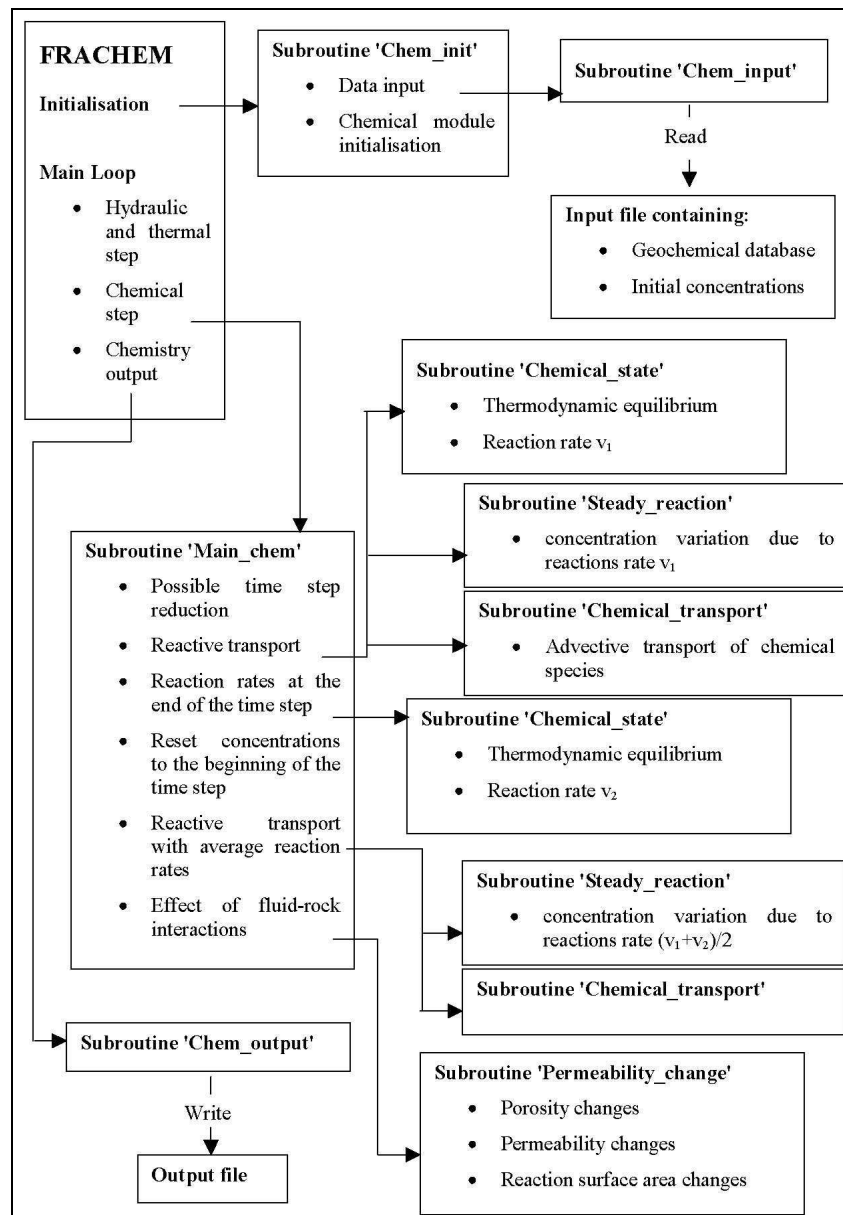 FRACHEM
Initialisation
Main Loop
• Hydraulic
and thermal
step
• Chemical
step
• Chemistry
output
Subroutine 'Chem_init'
• Data input
• Chemical module
initialisation
Subroutine 'Chem_input'
Read
Input file containing:
• Geochemical database
• Initial concentrations
Subroutine 'Chemical_state'
• Thermodynamic equilibrium
• Reaction rate v₁
Subroutine 'Steady_reaction'
• concentration variation due to
reactions rate v₁
Subroutine 'Chemical_transport'
• Advective transport of chemical
species
Subroutine 'Main_chem'
• Possible time step
reduction
• Reactive transport
• Reaction rates at the
end of the time step
• Reset concentrations
to the beginning of the
time step
• Reactive transport
with average reaction
rates
• Effect of fluid-rock
interactions
Subroutine 'Chemical_state'
• Thermodynamic equilibrium
• Reaction rate v₂
Subroutine 'Steady_reaction'
• concentration variation due to
reactions rate (v₁+v₂)/2
Subroutine 'Chemical_transport'
Subroutine 'Chem_output'
Write
Output file
Subroutine 'Permeability_change'
• Porosity changes
• Permeability changes
• Reaction surface area changes